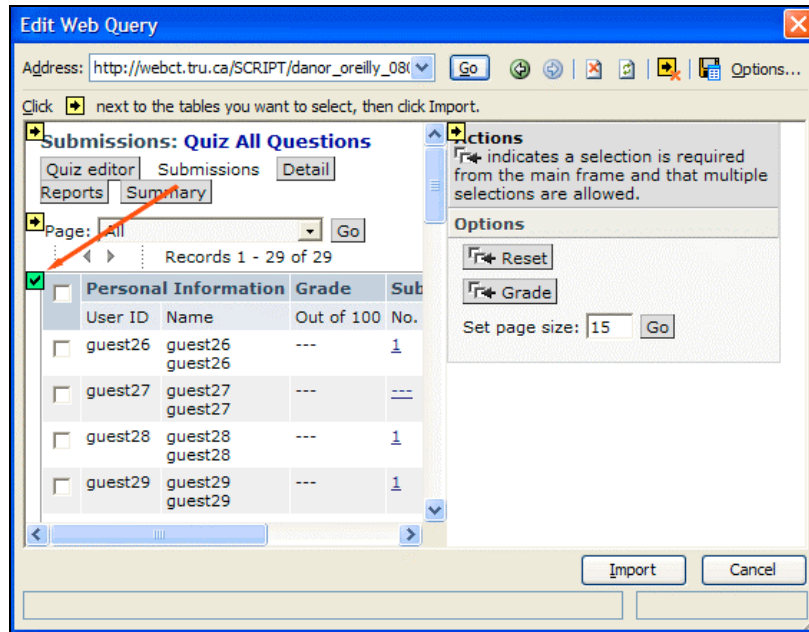 Edit Web Query
Address: http://webct.tru.ca/SCRIPT/danor_oreilly_08( Go Options...
Click next to the tables you want to select, then click Import.
Submissions: Quiz All Questions
Quiz editor Submissions Detail
Reports Summary
Page: All Go
Records 1 - 29 of 29
Personal Information Grade Sub
User ID Name Out of 100 No.
guest26 guest26 --- 1
guest26
guest27 guest27 --- ---
guest27
guest28 guest28 --- 1
guest28
guest29 guest29 --- 1
guest29
Actions
indicates a selection is required
from the main frame and that multiple
selections are allowed.
Options
Reset
Grade
Set page size: 15 Go
Import Cancel